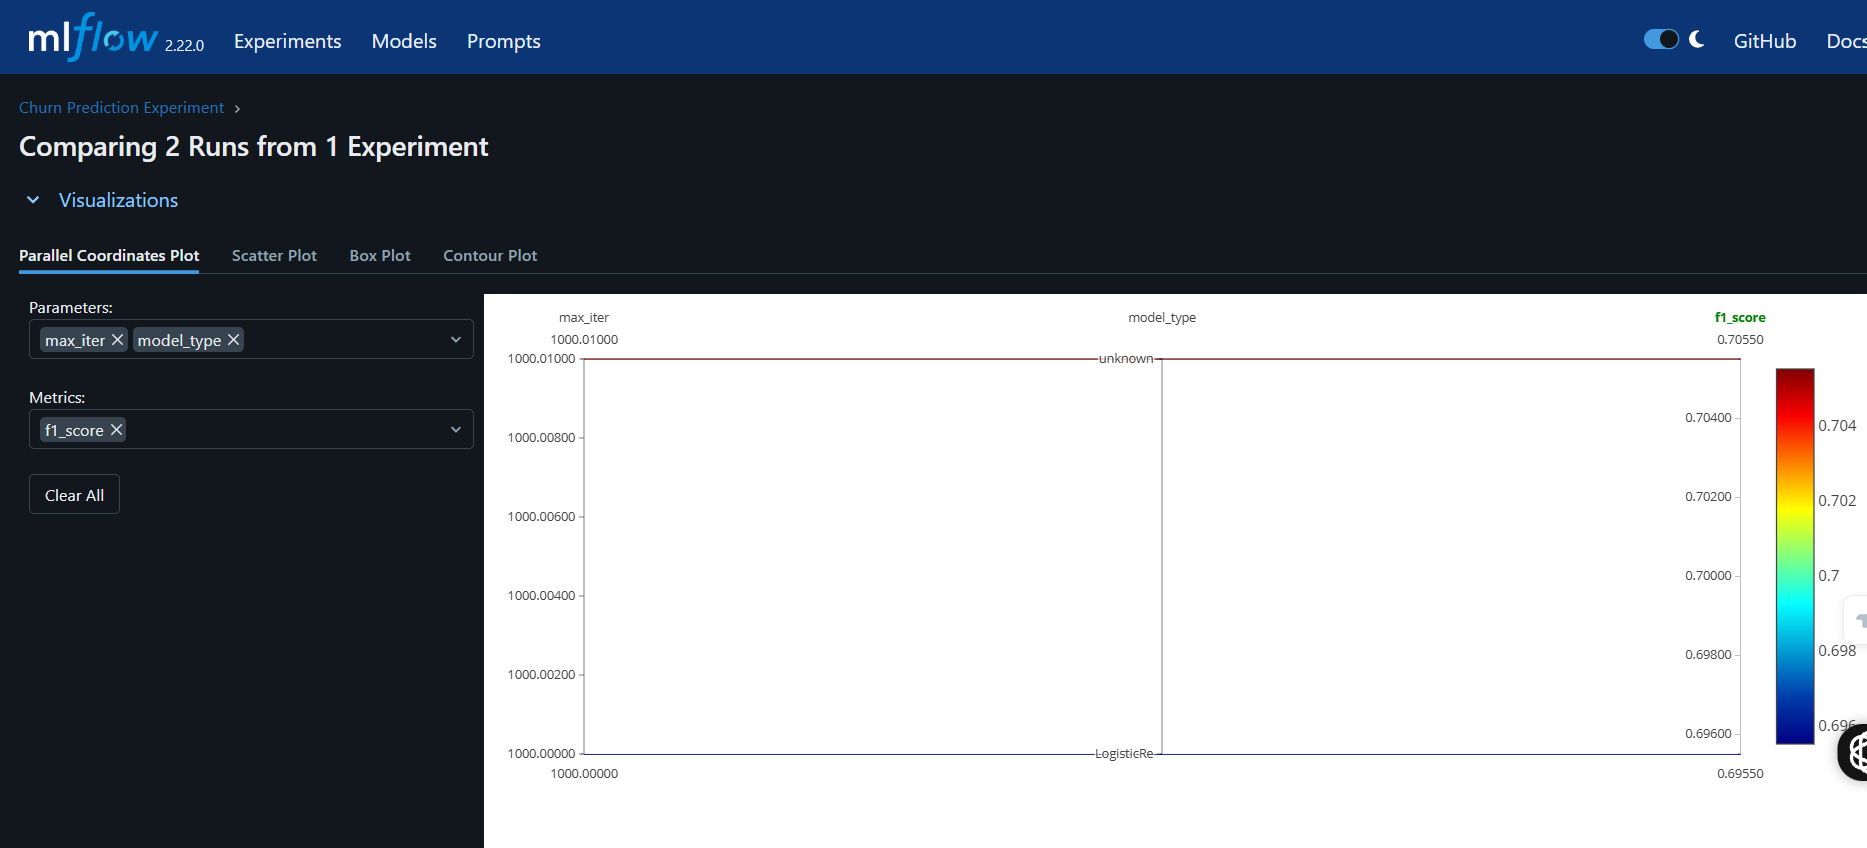 mlflow 2.22.0 Experiments Models Prompts GitHub Docs
Churn Prediction Experiment
Comparing 2 Runs from 1 Experiment
Visualizations
Parallel Coordinates Plot Scatter Plot Box Plot Contour Plot
Parameters:
max_iter model_type
Metrics:
f1_score
Clear All
max_iter model_type f1_score
1000.01000 0.70550
1000.01000 unknown
0.70400 0.704
1000.00800
0.70200 0.702
1000.00600
0.70000 0.7
1000.00400
0.69800 0.698
1000.00200
0.69600 0.696
1000.00000 LogisticRe
1000.00000 0.69550